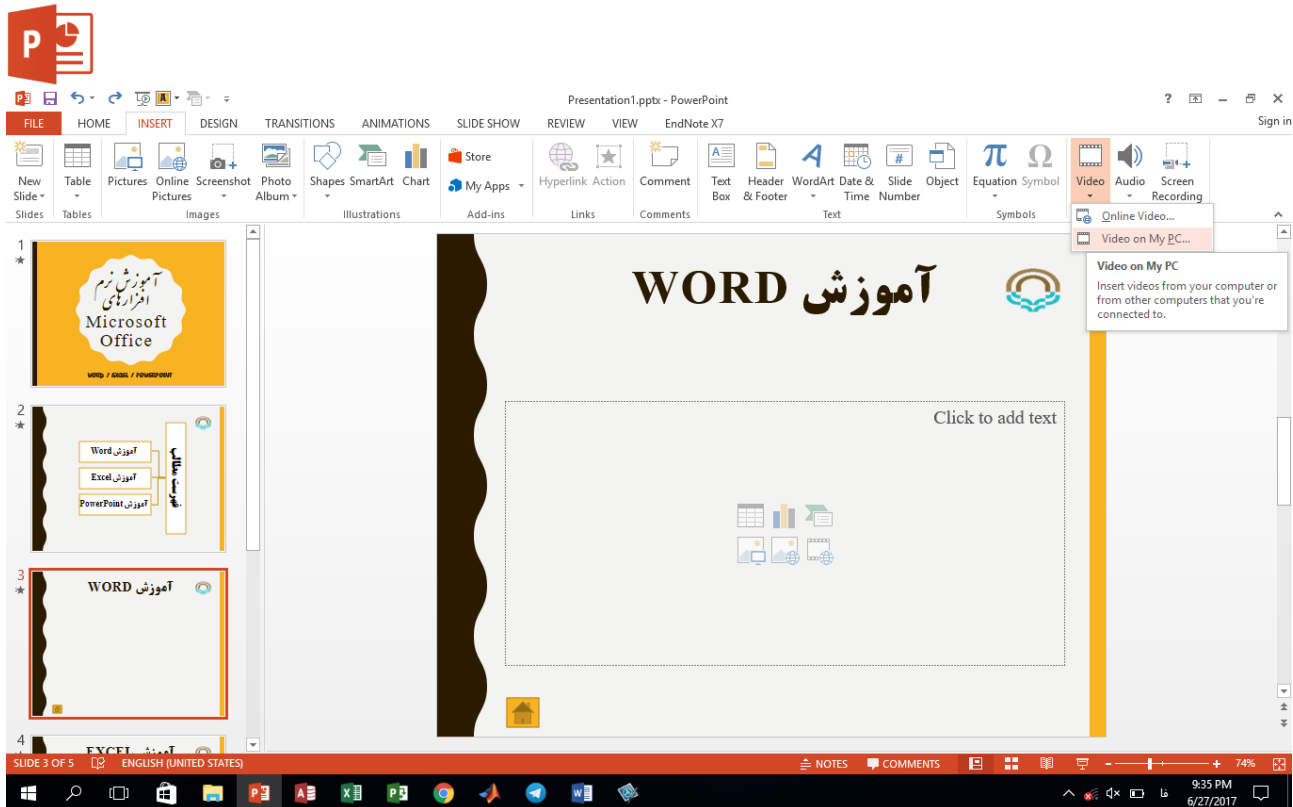 P
Presentation1.pptx - PowerPoint
?
FILE HOME INSERT DESIGN TRANSITIONS ANIMATIONS SLIDE SHOW REVIEW VIEW EndNote X7 Sign in
New Slide
Table
Pictures
Online Pictures
Screenshot
Photo Album
Shapes
SmartArt
Chart
Store
My Apps
Hyperlink
Action
Comment
Text Box
Header & Footer
WordArt
Date & Time
Slide Number
Object
Equation
Symbol
Video
Audio
Screen Recording
Slides Tables Images Illustrations Add-ins Links Comments Text Symbols
Online Video...
Video on My PC...
Video on My PC
Insert videos from your computer or
from other computers that you're
connected to.
1
آموزش نرم
افزارهای
Microsoft
Office
WORD / EXCEL / POWERPOINT
2
فهرست مطالب
آموزش Word
آموزش Excel
آموزش PowerPoint
3
آموزش WORD
4
آموزش EXCEL
آموزش WORD
Click to add text
SLIDE 3 OF 5 ENGLISH (UNITED STATES) NOTES COMMENTS 74%
فا
9:35 PM
6/27/2017